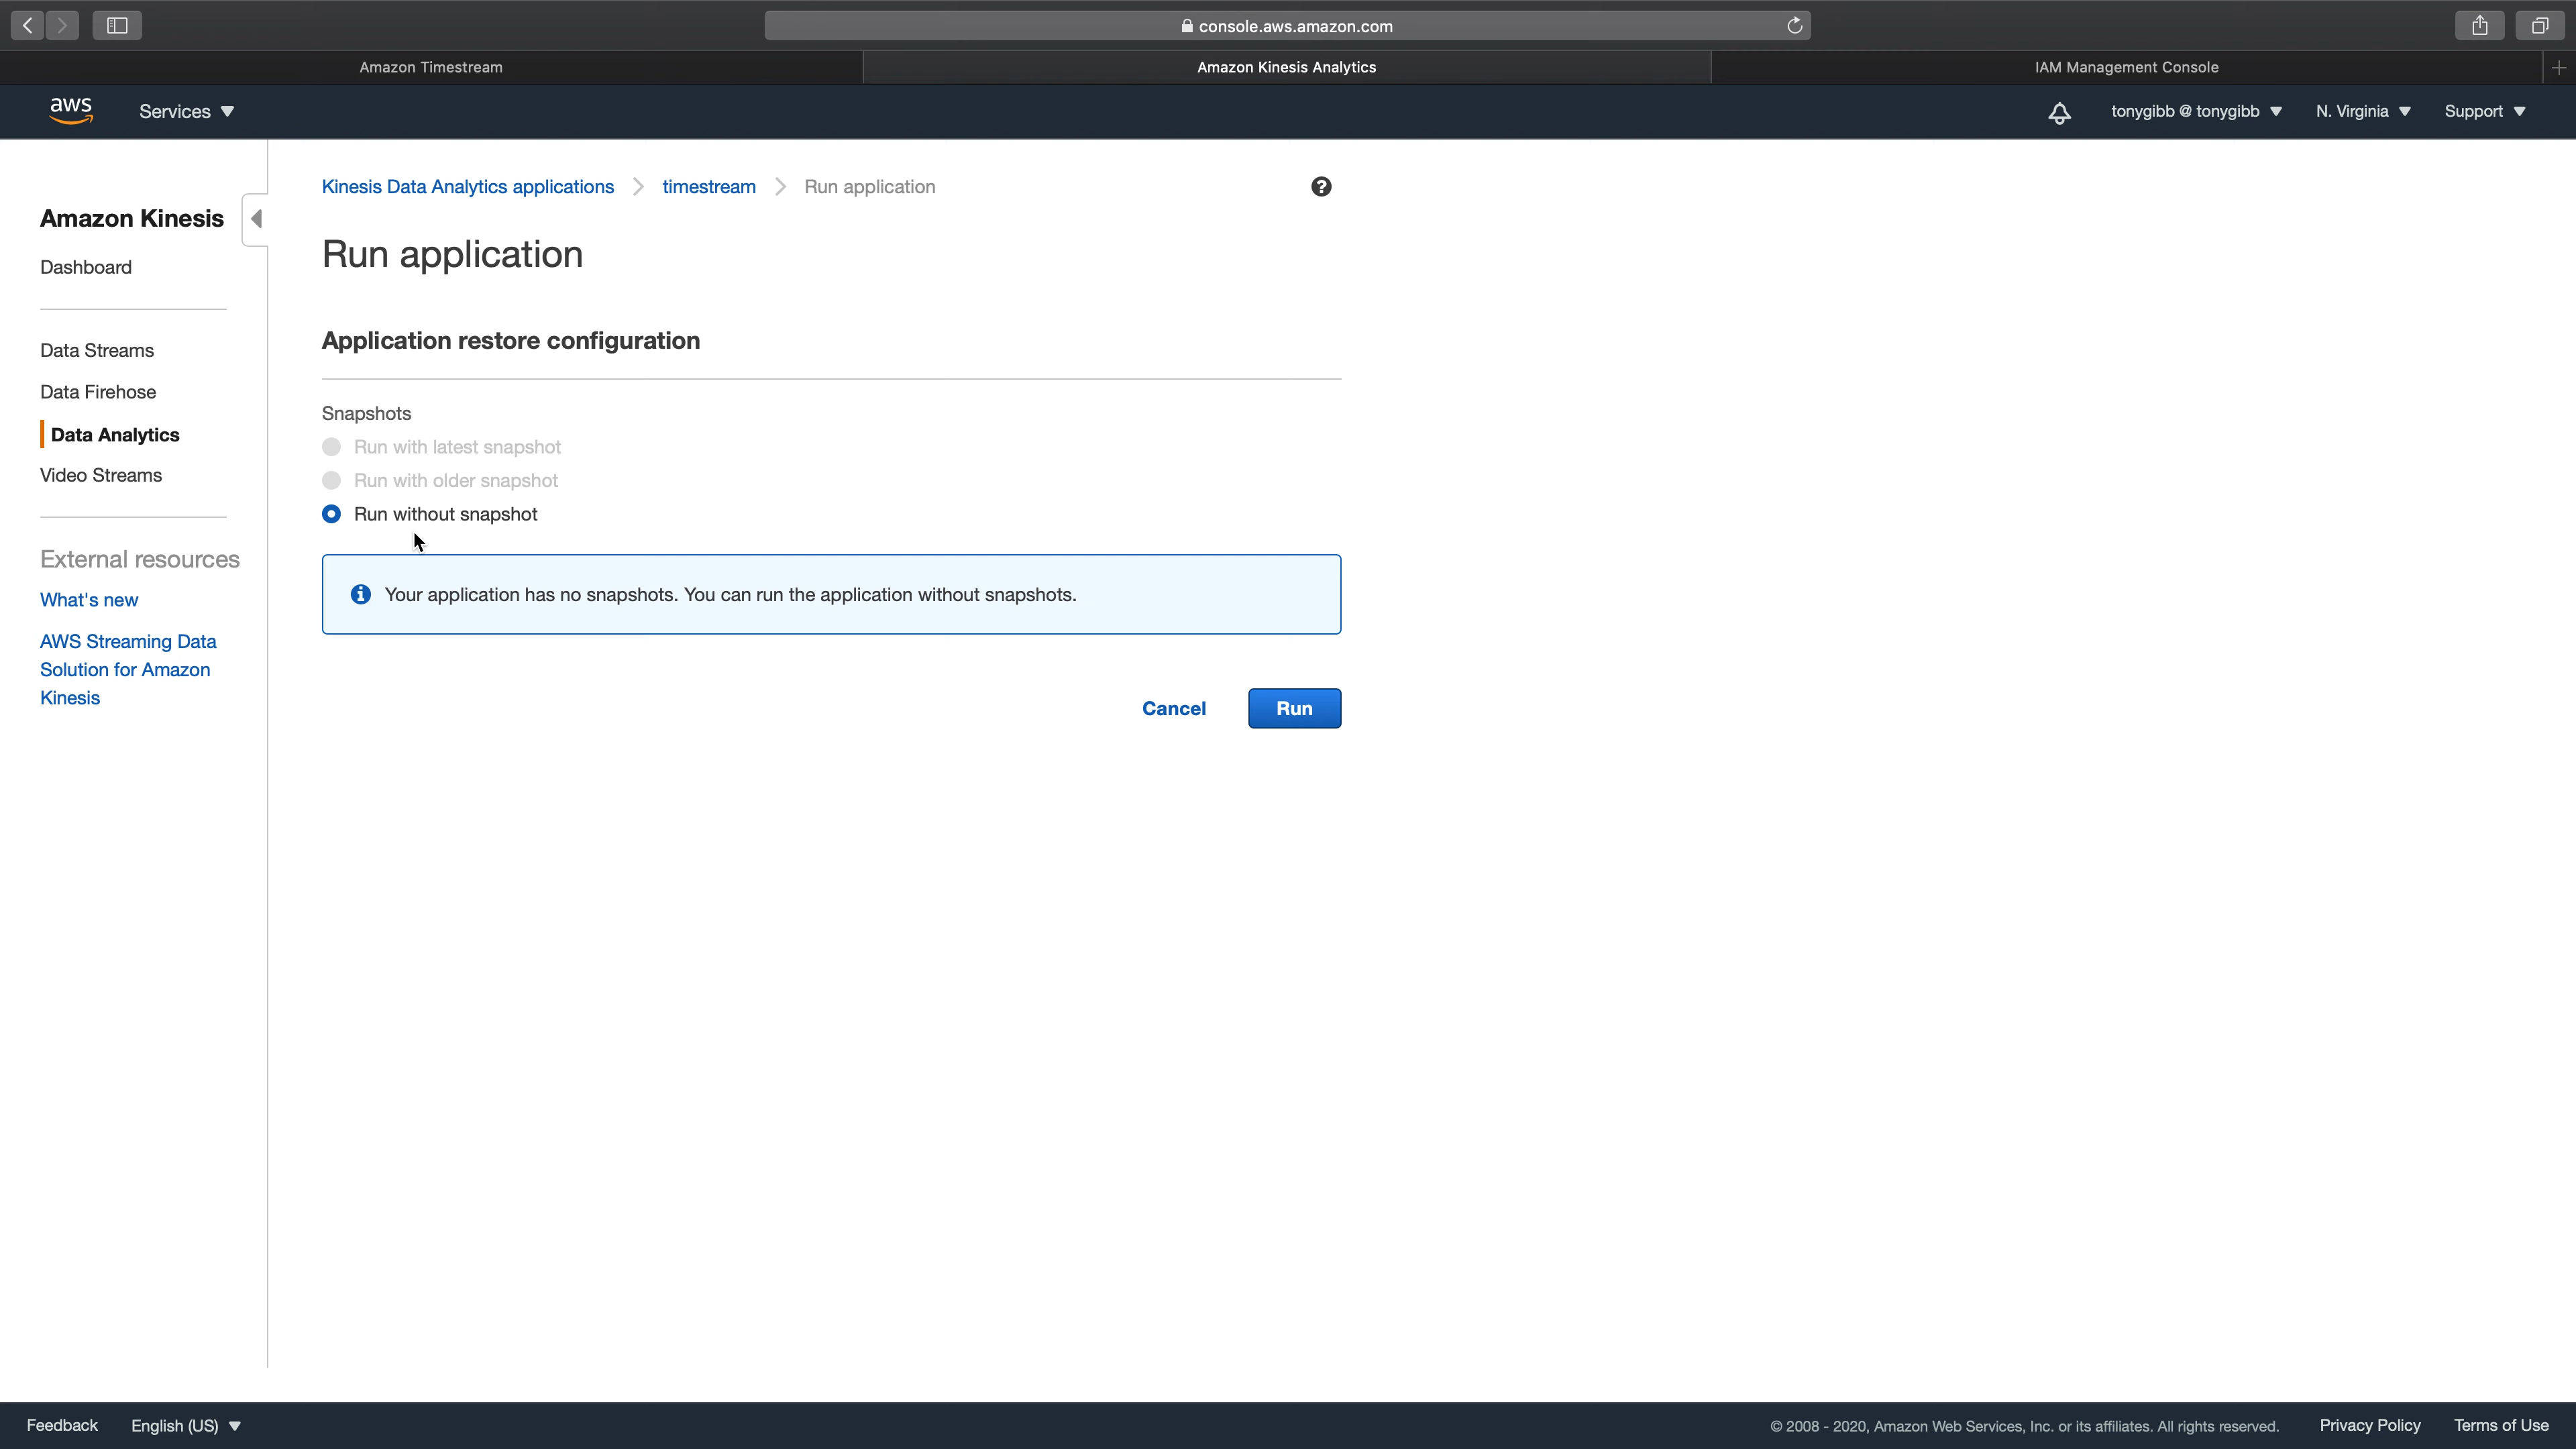 console.aws.amazon.com
Amazon Timestream
Amazon Kinesis Analytics
IAM Management Console
aws
Services
tonygibb @ tonygibb
N. Virginia
Support
Amazon Kinesis
Dashboard
Data Streams
Data Firehose
Data Analytics
Video Streams
External resources
What's new
AWS Streaming Data
Solution for Amazon
Kinesis
Kinesis Data Analytics applications
timestream
Run application
Run application
Application restore configuration
Snapshots
Run with latest snapshot
Run with older snapshot
Run without snapshot
Your application has no snapshots. You can run the application without snapshots.
Cancel
Run
Feedback
English (US)
© 2008 - 2020, Amazon Web Services, Inc. or its affiliates. All rights reserved.
Privacy Policy
Terms of Use